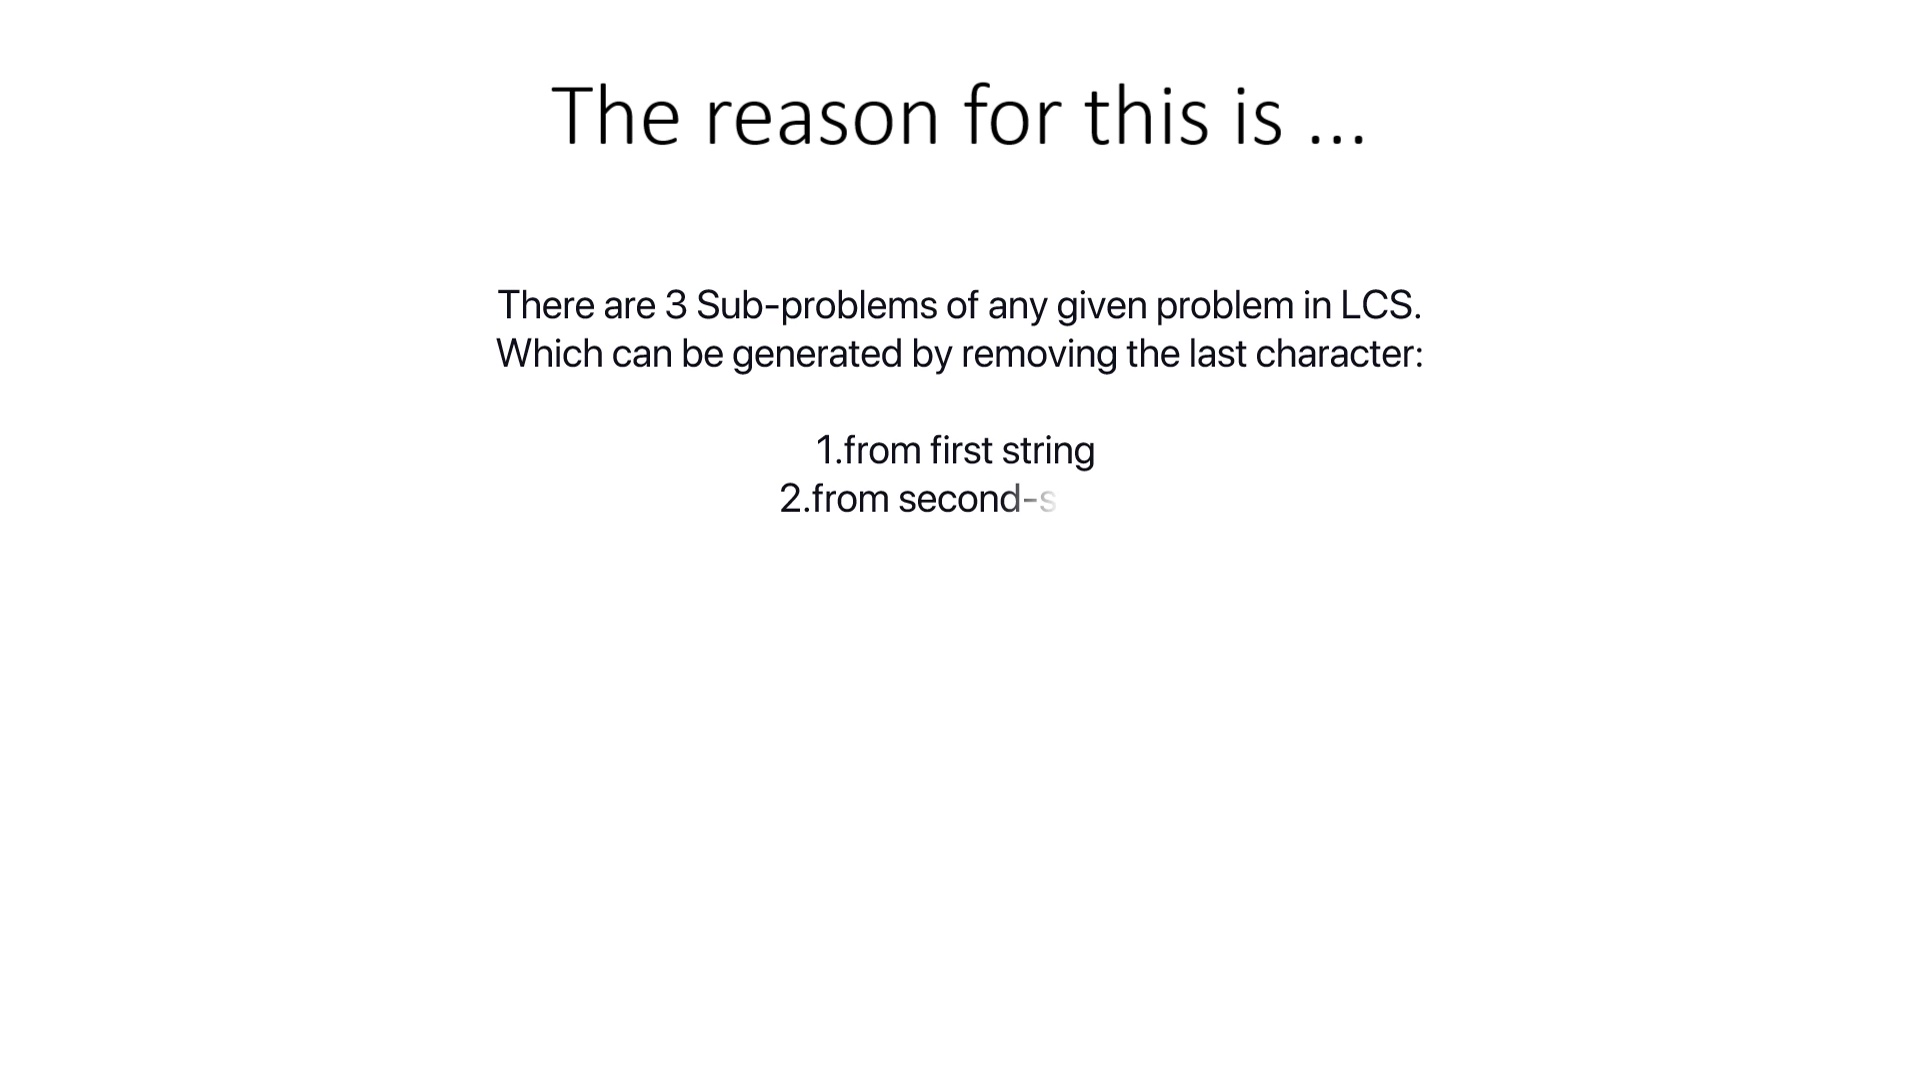 The reason for this is ...
There are 3 Sub-problems of any given problem in LCS.
Which can be generated by removing the last character:
1.from first string
2.from second-s